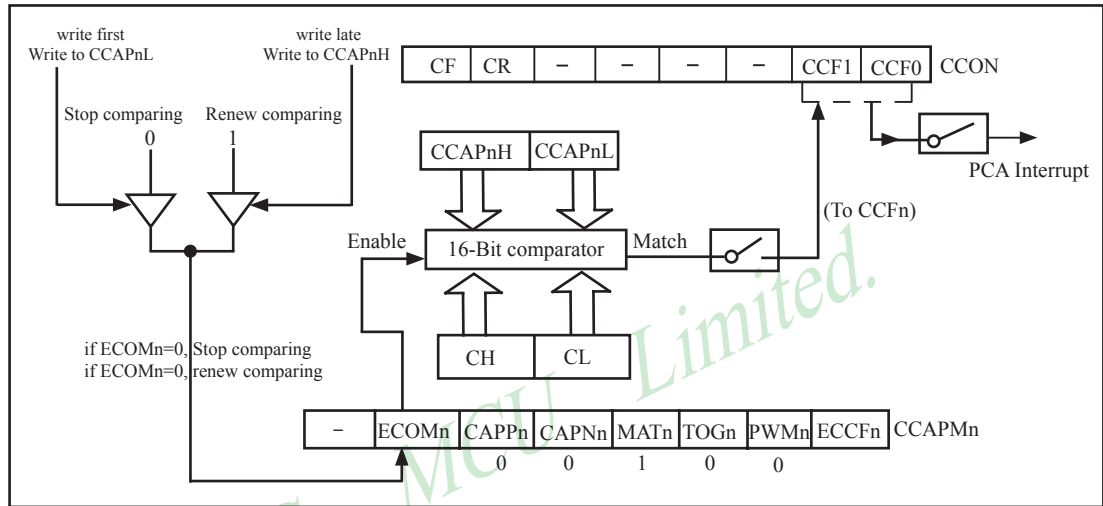 write first
Write to CCAPnL
write late
Write to CCAPnH
CF CR – – – – CCF1 CCF0 CCON
Stop comparing
0
Renew comparing
1
CCAPnH CCAPnL
PCA Interrupt
(To CCFn)
Enable
16-Bit comparator
Match
CH CL
if ECOMn=0, Stop comparing
if ECOMn=0, renew comparing
– ECOMn CAPPn CAPNn MATn TOGn PWMn ECCFn CCAPMn
0 0 1 0 0
MCU Limited.